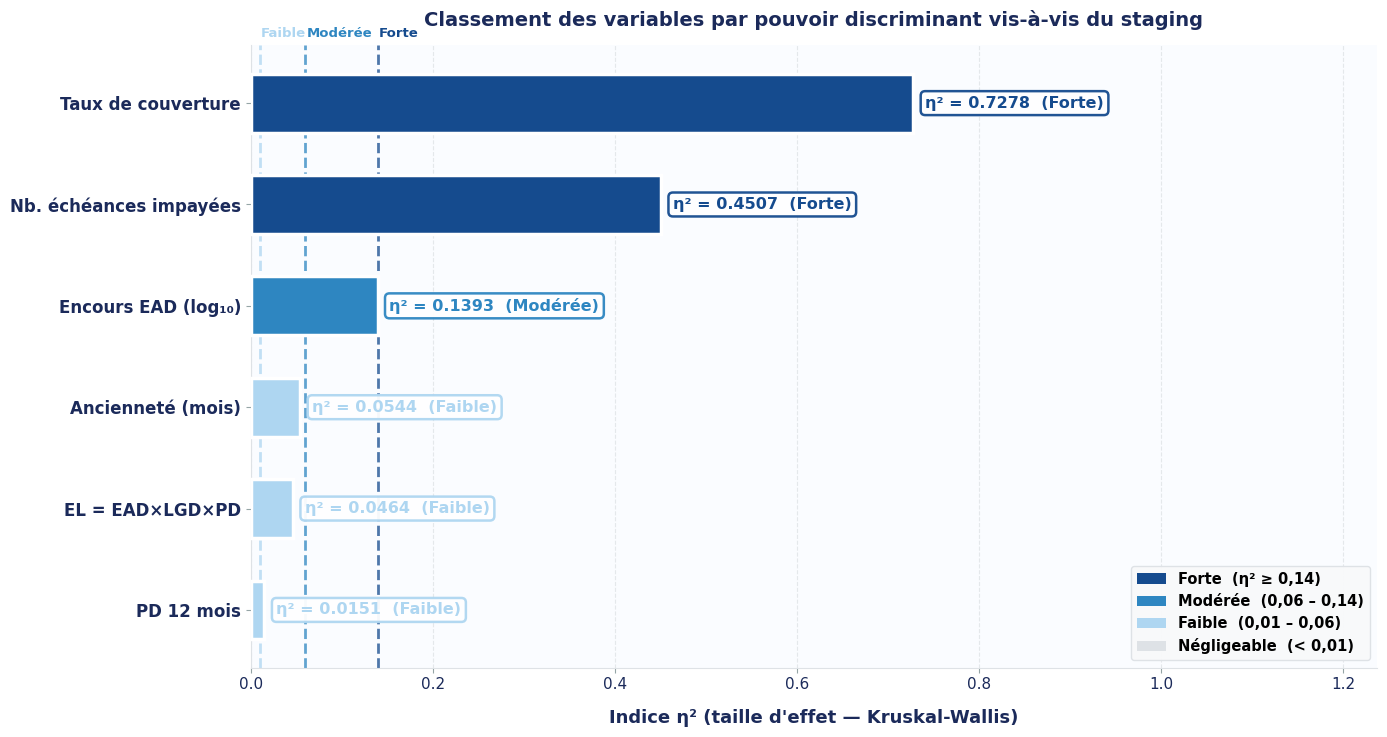 Classement des variables par pouvoir discriminant vis-à-vis du staging
Faible Modérée Forte
Taux de couverture
η² = 0.7278 (Forte)
Nb. échéances impayées
η² = 0.4507 (Forte)
Encours EAD (log₁₀)
η² = 0.1393 (Modérée)
Ancienneté (mois)
η² = 0.0544 (Faible)
EL = EAD×LGD×PD
η² = 0.0464 (Faible)
PD 12 mois
η² = 0.0151 (Faible)
Forte (η² ≥ 0,14)
Modérée (0,06 – 0,14)
Faible (0,01 – 0,06)
Négligeable (< 0,01)
0.0 0.2 0.4 0.6 0.8 1.0 1.2
Indice η² (taille d'effet — Kruskal-Wallis)